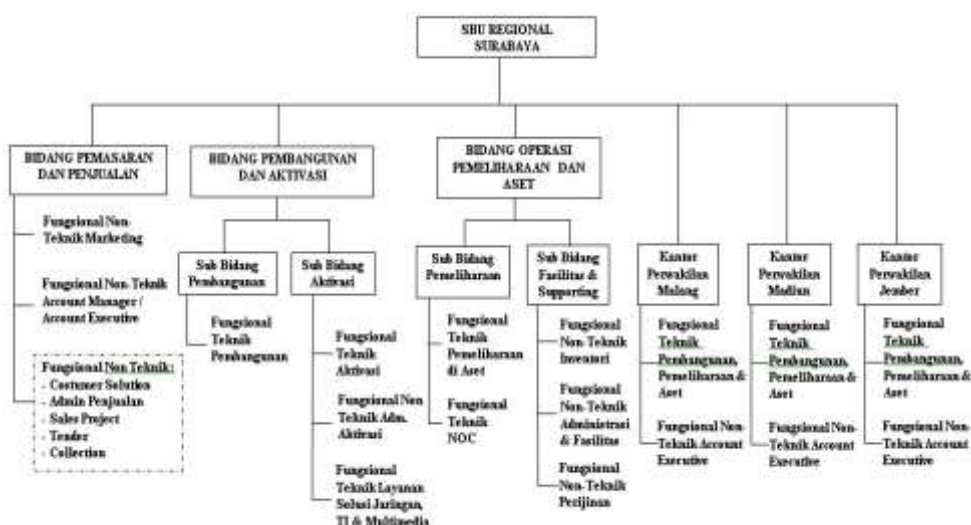 SBU REGIONAL
SURABAYA
BIDANG PEMASARAN
DAN PENJUALAN
Fungsional Non-
Teknik Marketing
Fungsional Non-Teknik
Account Manager /
Account Executive
Fungsional Non Teknik:
- Costumer Solution
- Admin Penjualan
- Sales Project
- Tender
- Collection
BIDANG PEMBANGUNAN
DAN AKTIVASI
Sub Bidang
Pembangunan
Fungsional
Teknik
Pembangunan
Sub Bidang
Aktivasi
Fungsional
Teknik
Aktivasi
Fungsional Non
Teknik Adm.
Aktivasi
Fungsional
Teknik Layanan
Solusi Jaringan,
TI & Multimedia
BIDANG OPERASI
PEMELIHARAAN DAN
ASET
Sub Bidang
Pemeliharaan
Fungsional
Teknik
Pemeliharaan
di Aset
Fungsional
Teknik
NOC
Sub Bidang
Fasilitas &
Supporting
Fungsional
Non-Teknik
Inventori
Fungsional
Non-Teknik
Administrasi
& Fasilitas
Fungsional
Non-Teknik
Perijinan
Kantor
Perwakilan
Malang
Fungsional
Teknik
Pembangunan,
Pemeliharaan &
Aset
Fungsional Non-
Teknik Account
Executive
Kantor
Perwakilan
Madiun
Fungsional
Teknik
Pembangunan,
Pemeliharaan &
Aset
Fungsional Non-
Teknik Account
Executive
Kantor
Perwakilan
Jember
Fungsional
Teknik
Pembangunan,
Pemeliharaan &
Aset
Fungsional Non-
Teknik Account
Executive